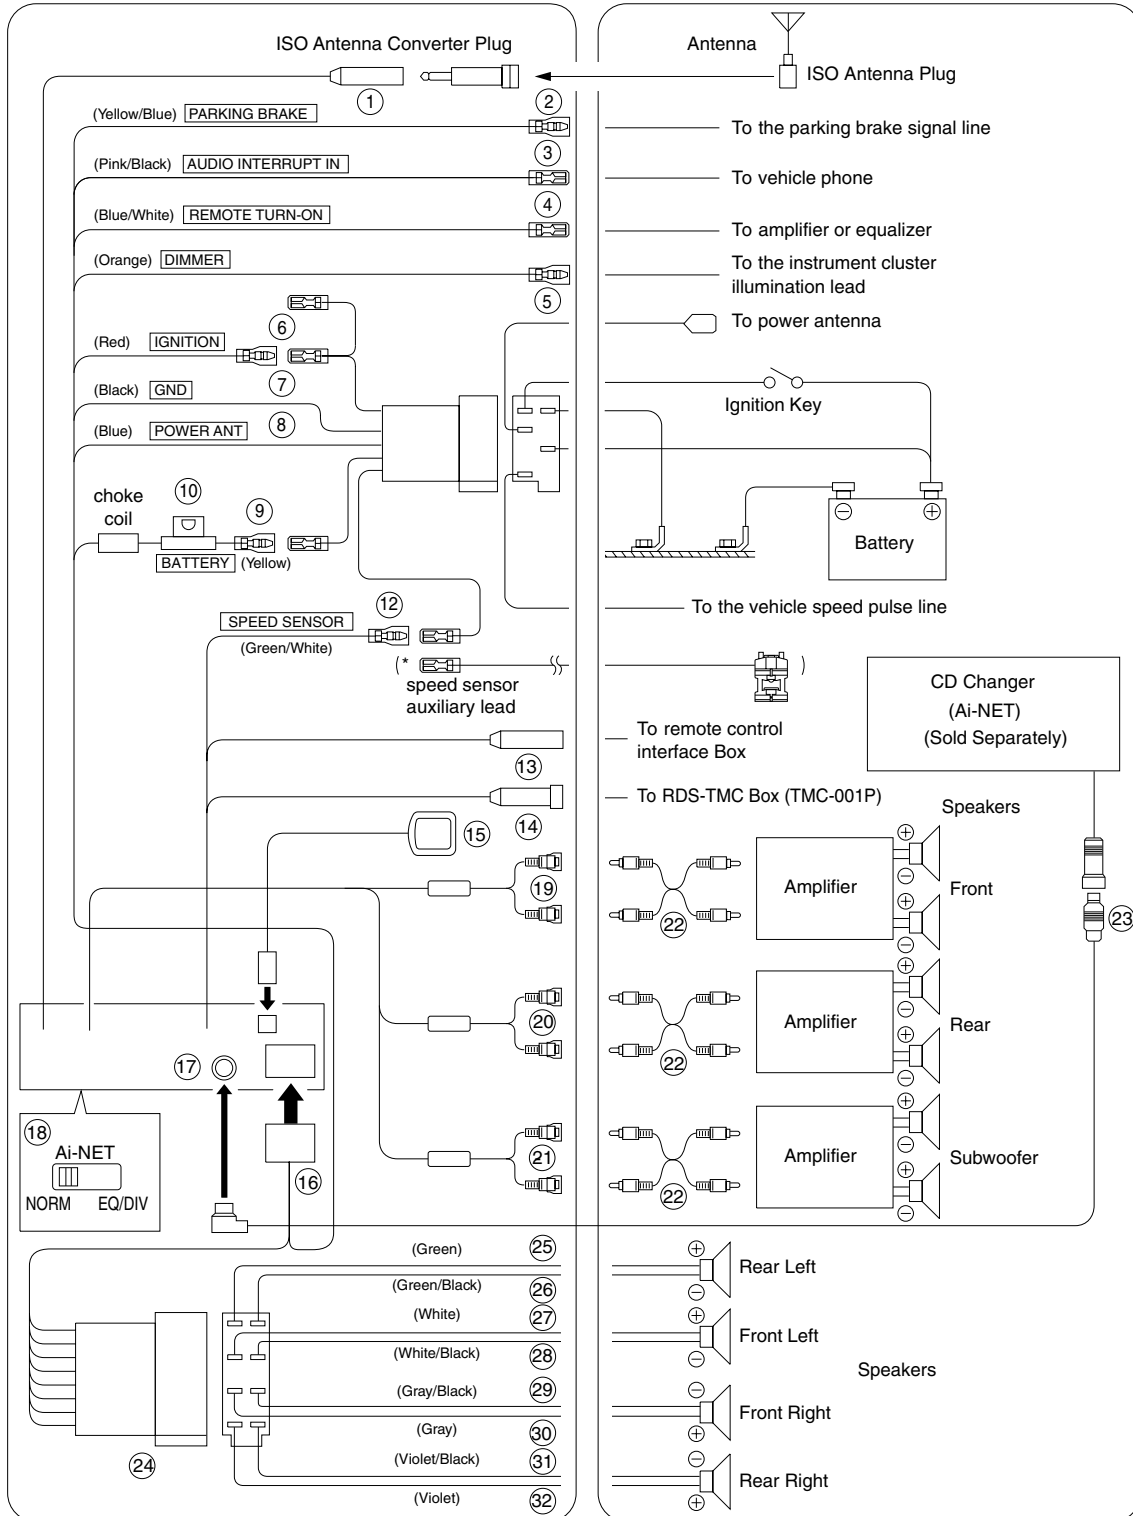 ISO Antenna Converter Plug
Antenna
ISO Antenna Plug
1
2
(Yellow/Blue) PARKING BRAKE
To the parking brake signal line
3
(Pink/Black) AUDIO INTERRUPT IN
To vehicle phone
4
(Blue/White) REMOTE TURN-ON
To amplifier or equalizer
(Orange) DIMMER
To the instrument cluster
illumination lead
5
6
To power antenna
(Red) IGNITION
7
(Black) GND
Ignition Key
8
(Blue) POWER ANT
choke
coil
10
9
BATTERY (Yellow)
Battery
12
SPEED SENSOR
(Green/White)
To the vehicle speed pulse line
(* )
speed sensor
auxiliary lead
CD Changer
(Ai-NET)
(Sold Separately)
To remote control
interface Box
13
To RDS-TMC Box (TMC-001P)
14
15
Speakers
19
22
Amplifier
Front
23
20
22
Amplifier
Rear
17
18
Ai-NET
NORM EQ/DIV
16
21
22
Amplifier
Subwoofer
(Green) 25
Rear Left
(Green/Black) 26
(White) 27
Front Left
(White/Black) 28
Speakers
(Gray/Black) 29
Front Right
(Gray) 30
(Violet/Black) 31
24
Rear Right
(Violet) 32